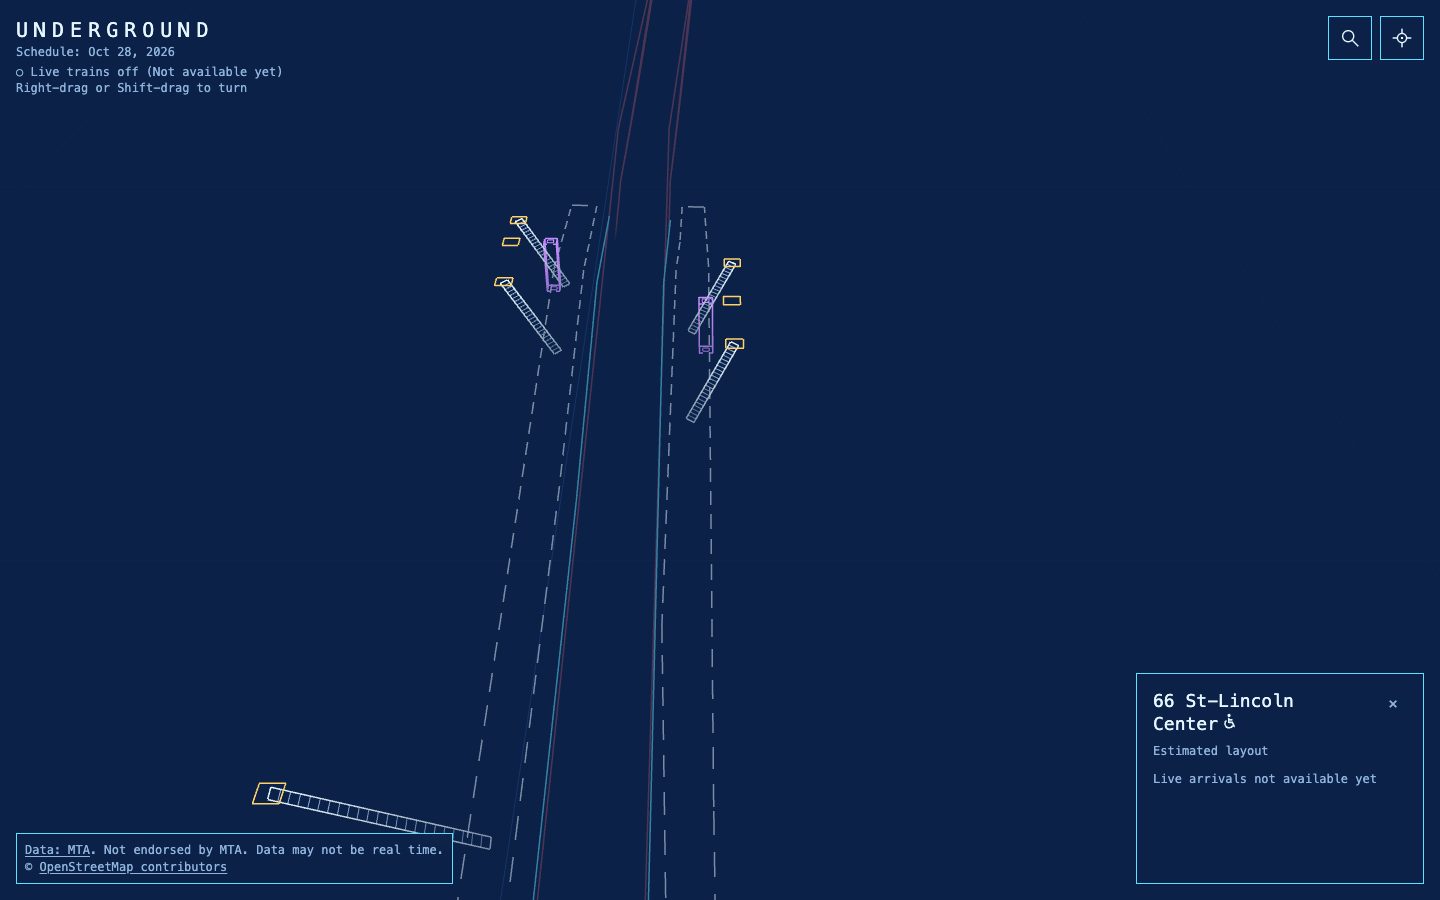 UNDERGROUND
Schedule: Oct 28, 2026
Live trains off (Not available yet)
Right-drag or Shift-drag to turn
66 St-Lincoln
Center
×
Estimated layout
Live arrivals not available yet
Data: MTA. Not endorsed by MTA. Data may not be real time.
© OpenStreetMap contributors